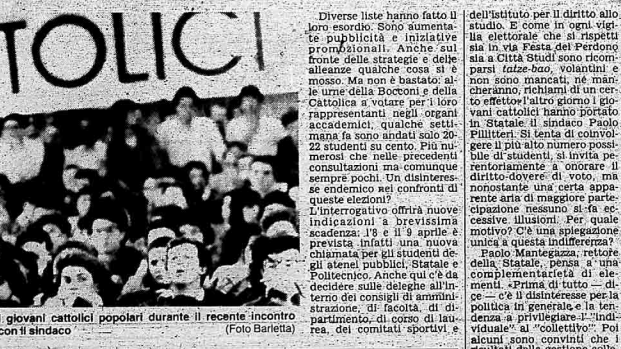 TOLICI
i giovani cattolici popolari durante il recente incontro
con il sindaco (Foto Barletta)
Diverse liste hanno fatto il
loro esordio. Sono aumenta-
te pubblicità e iniziative
promozionali. Anche sul
fronte delle strategie e delle
alleanze qualche cosa si è
mosso. Ma non è bastato: al-
le urne della Bocconi e della
Cattolica a votare per i loro
rappresentanti negli organi
accademici, qualche setti-
mana fa sono andati solo 20-
22 studenti su cento. Più nu-
merosi che nelle precedenti
consultazioni ma comunque
sempre pochi. Un disinteres-
se endemico nei confronti di
queste elezioni?
L'interrogativo offrirà nuove
indicazioni a brevissima
scadenza: l'8 e il 9 aprile è
prevista infatti una nuova
chiamata per gli studenti de-
gli atenei pubblici, Statale e
Politecnico. Anche qui c'è da
decidere sulle deleghe all'in-
terno dei consigli di ammini-
strazione, di facoltà, di di-
partimento, di corso di lau-
rea, dei comitati sportivi e
dell'istituto per il diritto allo
studio. E come in ogni vigi-
lia elettorale che si rispetti
sia in via Festa del Perdono
sia a Città Studi sono ricom-
parsi tatze-bao, volantini e
non sono mancati, né man-
cheranno, richiami di un cer-
to effetto: l'altro giorno i gio-
vani cattolici hanno portato
in Statale il sindaco Paolo
Pillitteri. Si tenta di coinvol-
gere il più alto numero possi-
bile di studenti, si invita pe-
rentoriamente a onorare il
diritto-dovere di voto, ma
nonostante una certa appa-
rente aria di maggiore parte-
cipazione nessuno si fa ec-
cessive illusioni. Per quale
motivo? C'è una spiegazione
unica a questa indifferenza?
Paolo Mantegazza, rettore
della Statale, pensa a una
complementarietà di ele-
menti. «Prima di tutto — di-
ce — c'è il disinteresse per la
politica in generale e la ten-
denza a privilegiare l'"indi-
viduale" al "collettivo". Poi
alcuni sono convinti che i